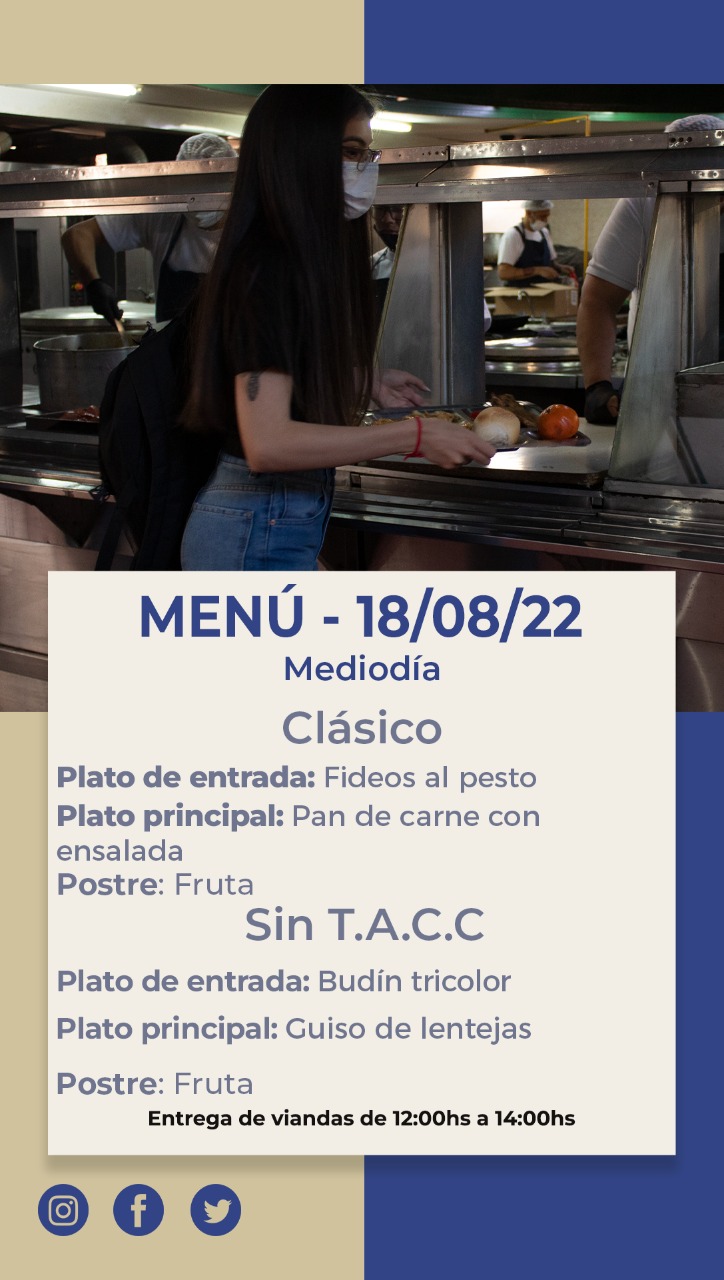 MENÚ - 18/08/22
Mediodía
Clásico
Plato de entrada: Fideos al pesto
Plato principal: Pan de carne con
ensalada
Postre: Fruta
Sin T.A.C.C
Plato de entrada: Budín tricolor
Plato principal: Guiso de lentejas
Postre: Fruta
Entrega de viandas de 12:00hs a 14:00hs